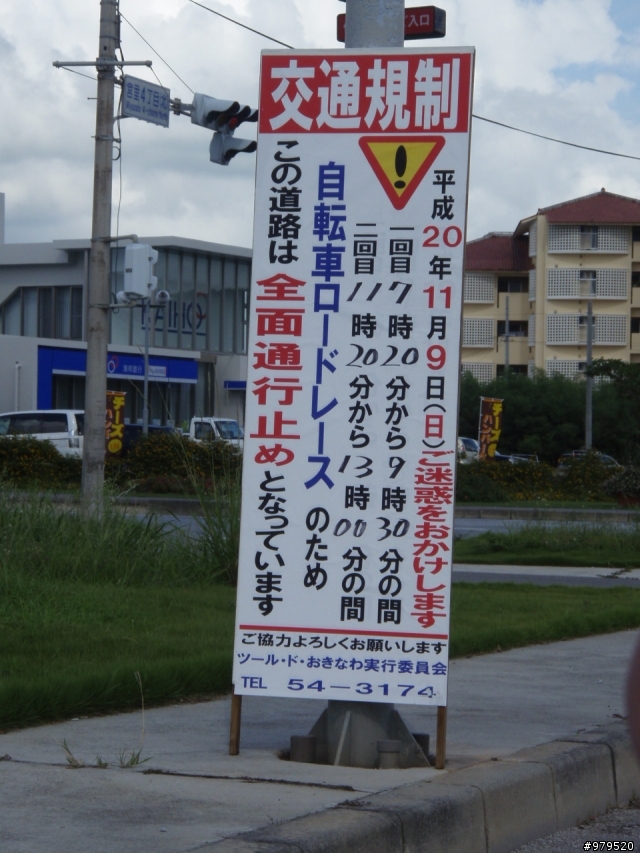 入口
宮里4丁目北
交通規制
平成20年11月9日(日)ご迷惑をおかけします
一回目7時20分から9時30分の間
二回目11時20分から13時00分の間
自転車ロードレースのため
この道路は全面通行止めとなっています
ご協力よろしくお願いします
ツール・ド・おきなわ実行委員会
TEL 54-3174
#979520